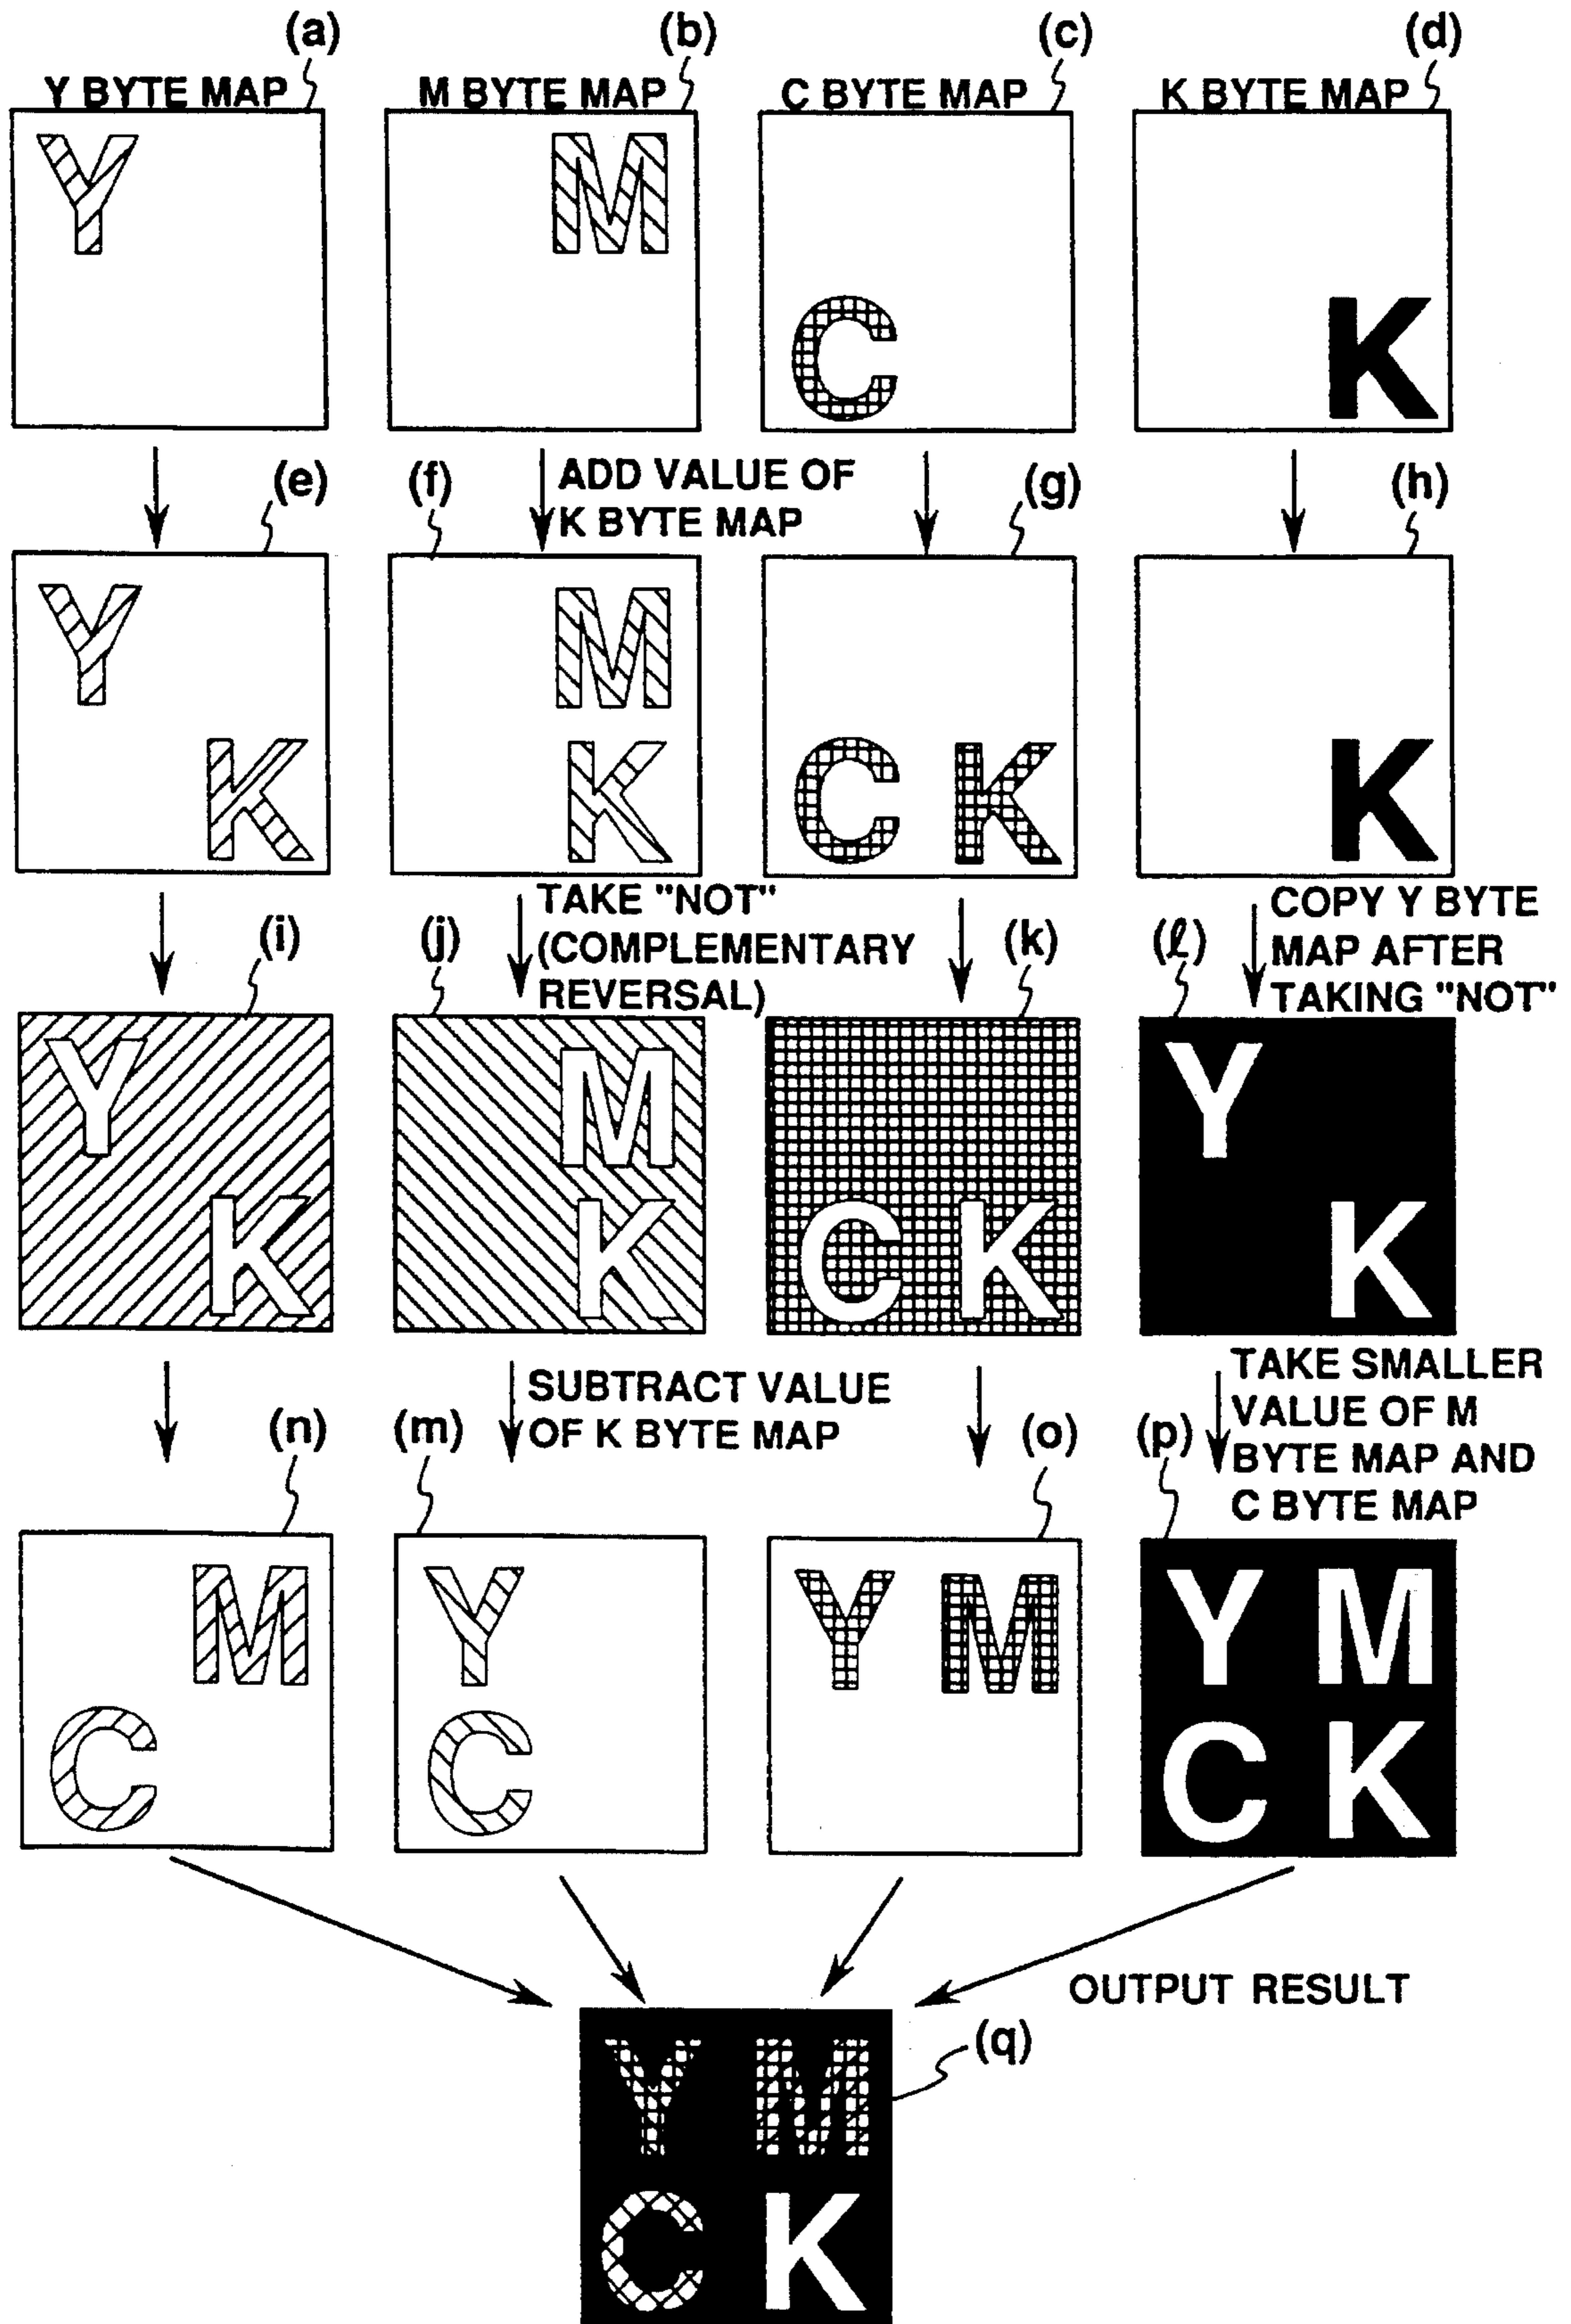 (a) (b) (c) (d)
Y BYTE MAP M BYTE MAP C BYTE MAP K BYTE MAP
Y M
C K
(e) (f) ADD VALUE OF (g) (h)
K BYTE MAP
Y M
K K C K K
(i) (j) TAKE "NOT" (k) (ℓ) COPY Y BYTE
(COMPLEMENTARY MAP AFTER
REVERSAL) TAKING "NOT"
Y M Y
K K C K K
(n) (m) SUBTRACT VALUE (o) (p) TAKE SMALLER
OF K BYTE MAP VALUE OF M
BYTE MAP AND
C BYTE MAP
M Y Y M Y M
C C C K
OUTPUT RESULT
(q)
Y M
C K